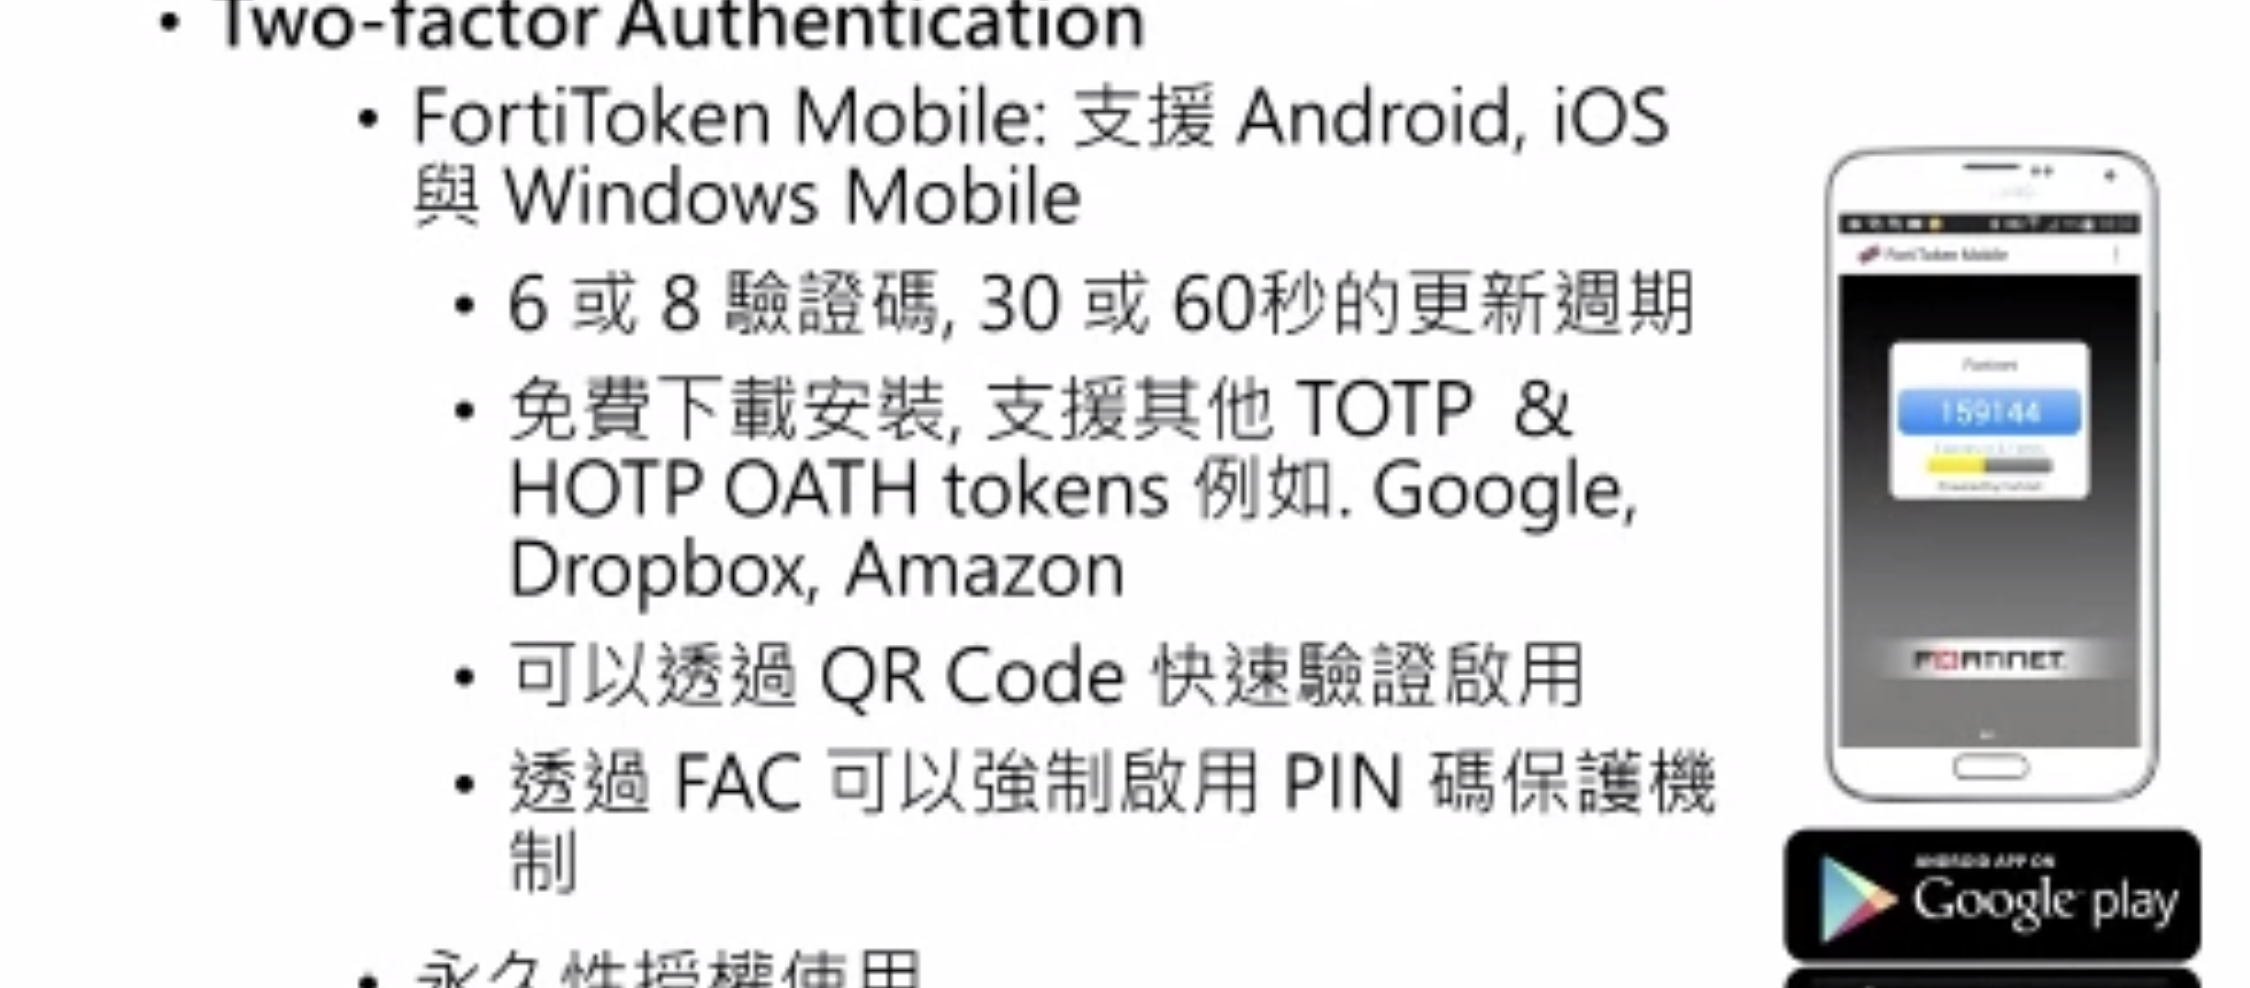 • Two-factor Authentication
• FortiToken Mobile: 支援 Android, iOS
與 Windows Mobile
• 6 或 8 驗證碼, 30 或 60秒的更新週期
• 免費下載安裝, 支援其他 TOTP & 
HOTP OATH tokens 例如. Google,
Dropbox, Amazon
• 可以透過 QR Code 快速驗證啟用
• 透過 FAC 可以強制啟用 PIN 碼保護機
制
• 永久性授權使用
FortiToken Mobile
Fortinet
159144
FORTINET
ANDROID APP ON
Google play